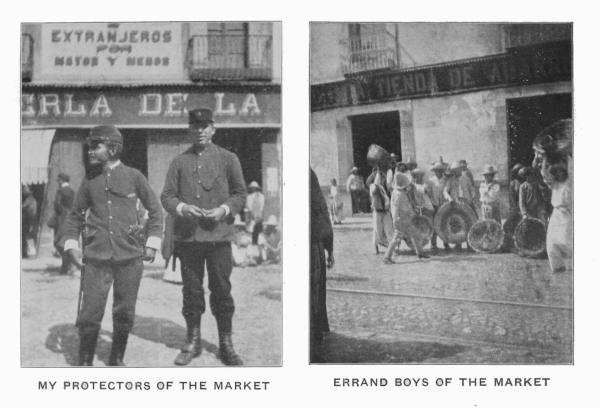 EXTRANJEROS
POR
MAYOR Y MENOR
ERLA DE LA
TIENDA DE
MY PROTECTORS OF THE MARKET
ERRAND BOYS OF THE MARKET